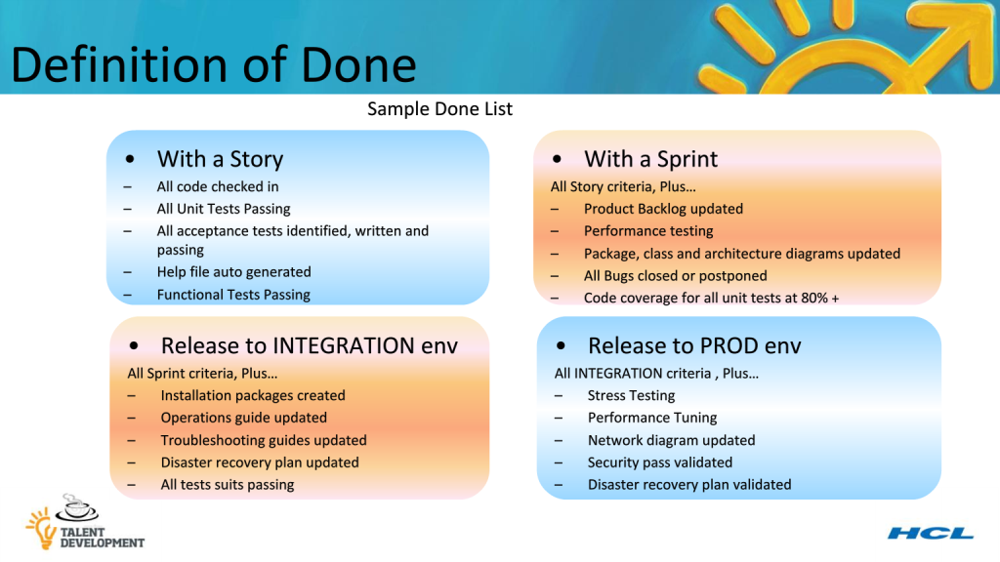 Definition of Done
Sample Done List
• With a Story
– All code checked in
– All Unit Tests Passing
– All acceptance tests identified, written and
passing
– Help file auto generated
– Functional Tests Passing
• With a Sprint
All Story criteria, Plus…
– Product Backlog updated
– Performance testing
– Package, class and architecture diagrams updated
– All Bugs closed or postponed
– Code coverage for all unit tests at 80% +
• Release to INTEGRATION env
All Sprint criteria, Plus…
– Installation packages created
– Operations guide updated
– Troubleshooting guides updated
– Disaster recovery plan updated
– All tests suits passing
• Release to PROD env
All INTEGRATION criteria , Plus…
– Stress Testing
– Performance Tuning
– Network diagram updated
– Security pass validated
– Disaster recovery plan validated
TALENT
DEVELOPMENT
HCL